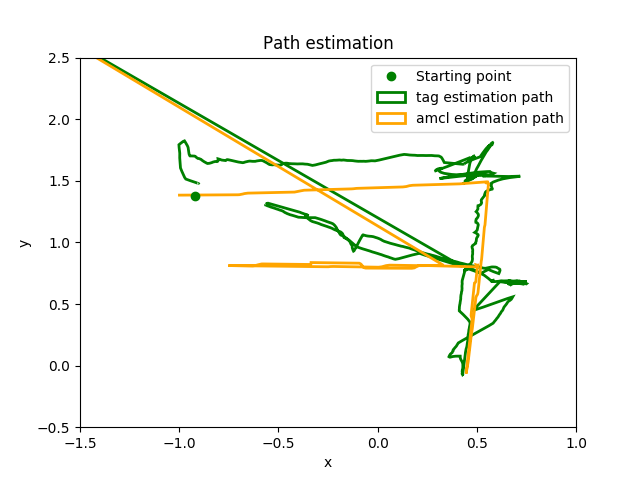 Path estimation
Starting point
tag estimation path
amcl estimation path
2.5
2.0
1.5
1.0
0.5
0.0
−0.5
y
−1.5 −1.0 −0.5 0.0 0.5 1.0
x